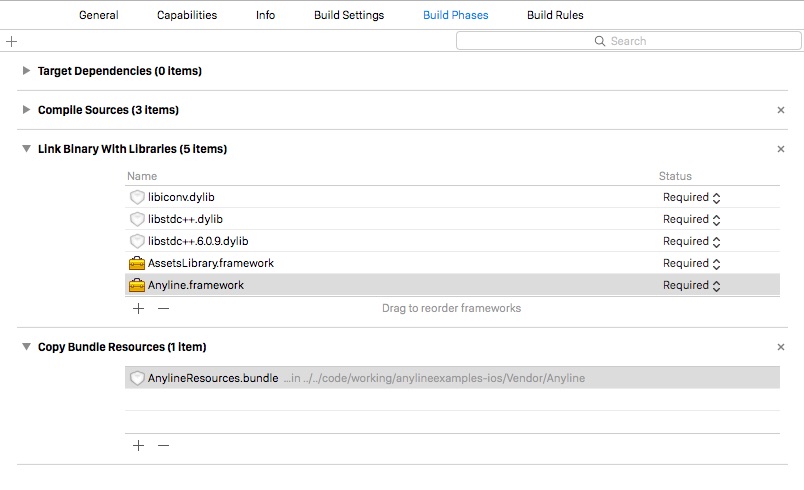 General Capabilities Info Build Settings Build Phases Build Rules
Search
Target Dependencies (0 items)
Compile Sources (3 items)
Link Binary With Libraries (5 items)
Name Status
libiconv.dylib Required
libstdc++.dylib Required
libstdc++.6.0.9.dylib Required
AssetsLibrary.framework Required
Anyline.framework Required
Drag to reorder frameworks
Copy Bundle Resources (1 item)
AnylineResources.bundle ...in ../../code/working/anylineexamples-ios/Vendor/Anyline